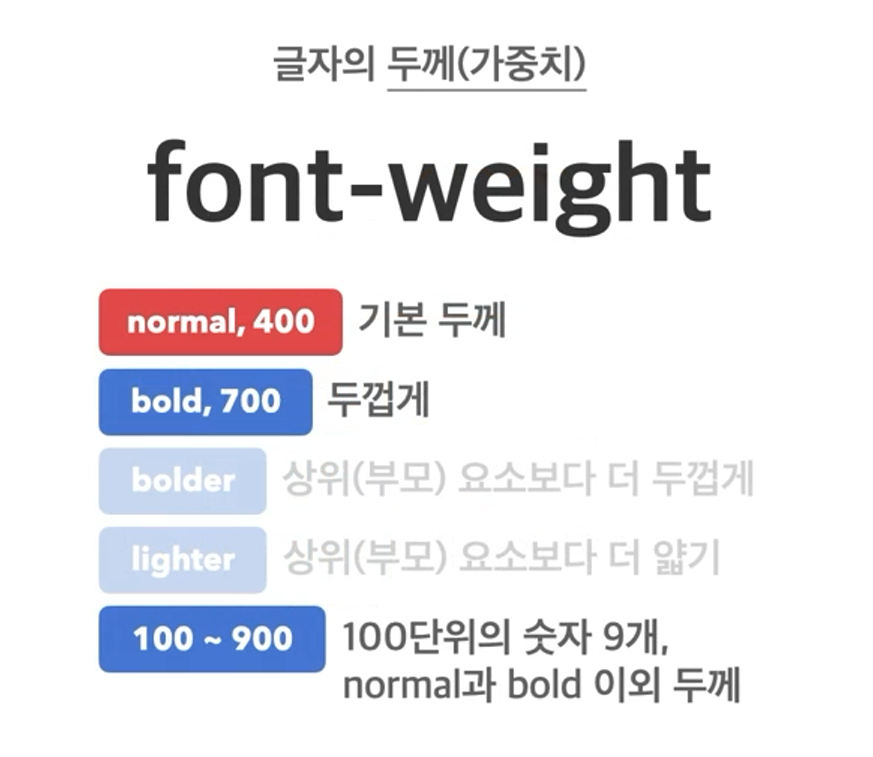 글자의 두께(가중치)
font-weight
normal, 400 기본 두께
bold, 700 두껍게
bolder 상위(부모) 요소보다 더 두껍게
lighter 상위(부모) 요소보다 더 얇기
100 ~ 900 100단위의 숫자 9개,
normal과 bold 이외 두께